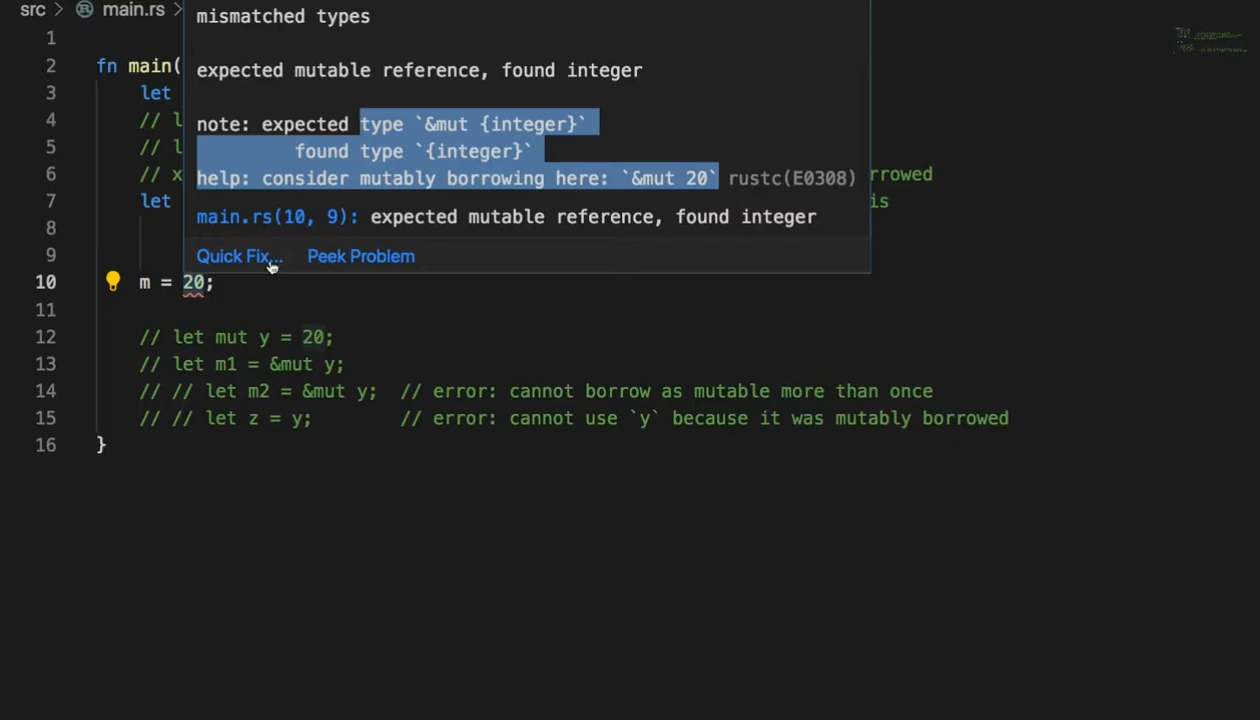 src > main.rs >
mismatched types
expected mutable reference, found integer
note: expected type `&mut {integer}`
found type `{integer}`
help: consider mutably borrowing here: `&mut 20` rustc(E0308)
main.rs(10, 9): expected mutable reference, found integer
Quick Fix... Peek Problem
1
2 fn main(
3 let
4 // l
5 // l
6 // x rrowed
7 let is
8
9
10 m = 20;
11
12 // let mut y = 20;
13 // let m1 = &mut y;
14 // // let m2 = &mut y; // error: cannot borrow as mutable more than once
15 // // let z = y; // error: cannot use `y` because it was mutably borrowed
16 }